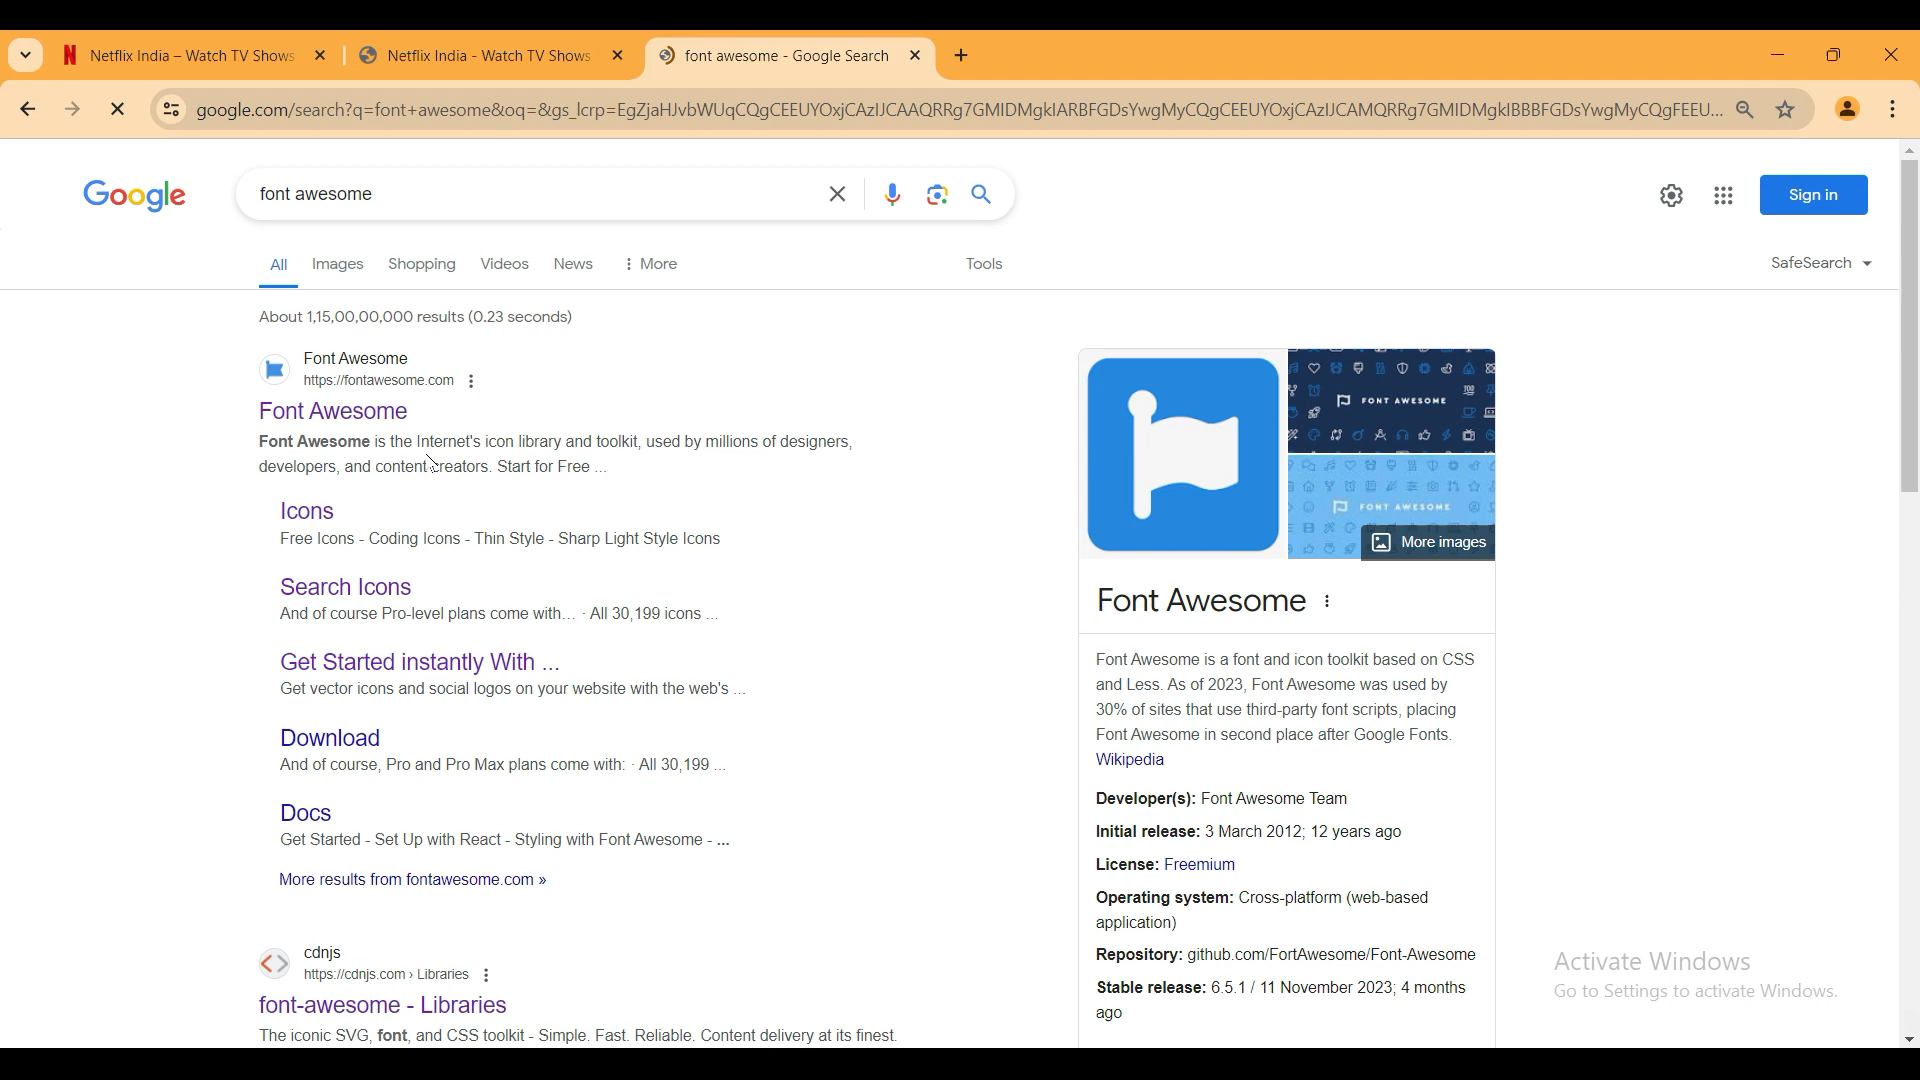 Netflix India – Watch TV Shows
Netflix India - Watch TV Shows
font awesome - Google Search
google.com/search?q=font+awesome&oq=&gs_lcrp=EgZjaHJvbWUqCQgCEEUYOxjCAzIJCAAQRRg7GMIDMgkIARBFGDsYwgMyCQgCEEUYOxjCAzIJCAMQRRg7GMIDMgkIBBBFGDsYwgMyCQgFEEU...
Google
font awesome
Sign in
All
Images
Shopping
Videos
News
More
Tools
SafeSearch
About 1,15,00,00,000 results (0.23 seconds)
Font Awesome
https://fontawesome.com
Font Awesome
Font Awesome is the Internet's icon library and toolkit, used by millions of designers,
developers, and content creators. Start for Free ...
Icons
Free Icons - Coding Icons - Thin Style - Sharp Light Style Icons
Search Icons
And of course Pro-level plans come with... · All 30,199 icons ...
Get Started instantly With ...
Get vector icons and social logos on your website with the web's ...
Download
And of course, Pro and Pro Max plans come with: · All 30,199 ...
Docs
Get Started - Set Up with React - Styling with Font Awesome - ...
More results from fontawesome.com »
cdnjs
https://cdnjs.com › Libraries
font-awesome - Libraries
The iconic SVG, font, and CSS toolkit - Simple. Fast. Reliable. Content delivery at its finest.
FONT AWESOME
FONT AWESOME
More images
Font Awesome
Font Awesome is a font and icon toolkit based on CSS
and Less. As of 2023, Font Awesome was used by
30% of sites that use third-party font scripts, placing
Font Awesome in second place after Google Fonts.
Wikipedia
Developer(s): Font Awesome Team
Initial release: 3 March 2012; 12 years ago
License: Freemium
Operating system: Cross-platform (web-based
application)
Repository: github.com/FortAwesome/Font-Awesome
Stable release: 6.5.1 / 11 November 2023; 4 months
ago
Activate Windows
Go to Settings to activate Windows.